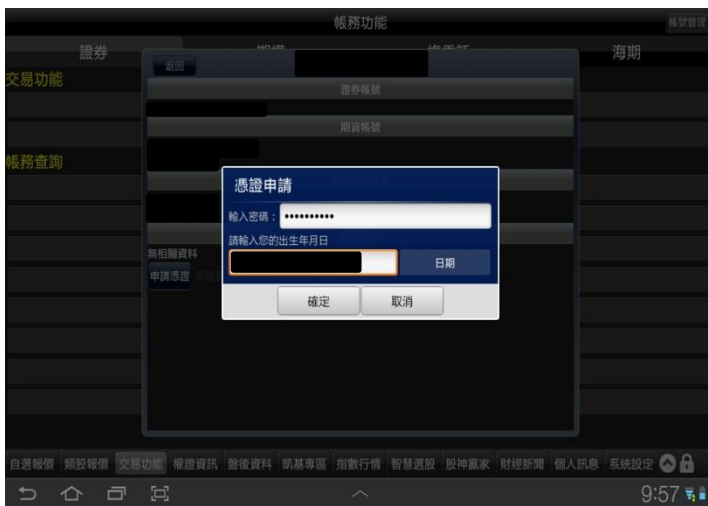 帳務功能
帳號管理
證券
海期
返回
交易功能
證券帳號
期貨帳號
帳務查詢
憑證申請
輸入密碼： ••••••••••
請輸入您的出生年月日
日期
無相關資料
申請憑證
確定 取消
自選報價 類股報價 交易功能 權證資訊 盤後資料 凱基專區 指數行情 智慧選股 股神贏家 財經新聞 個人訊息 系統設定
9:57